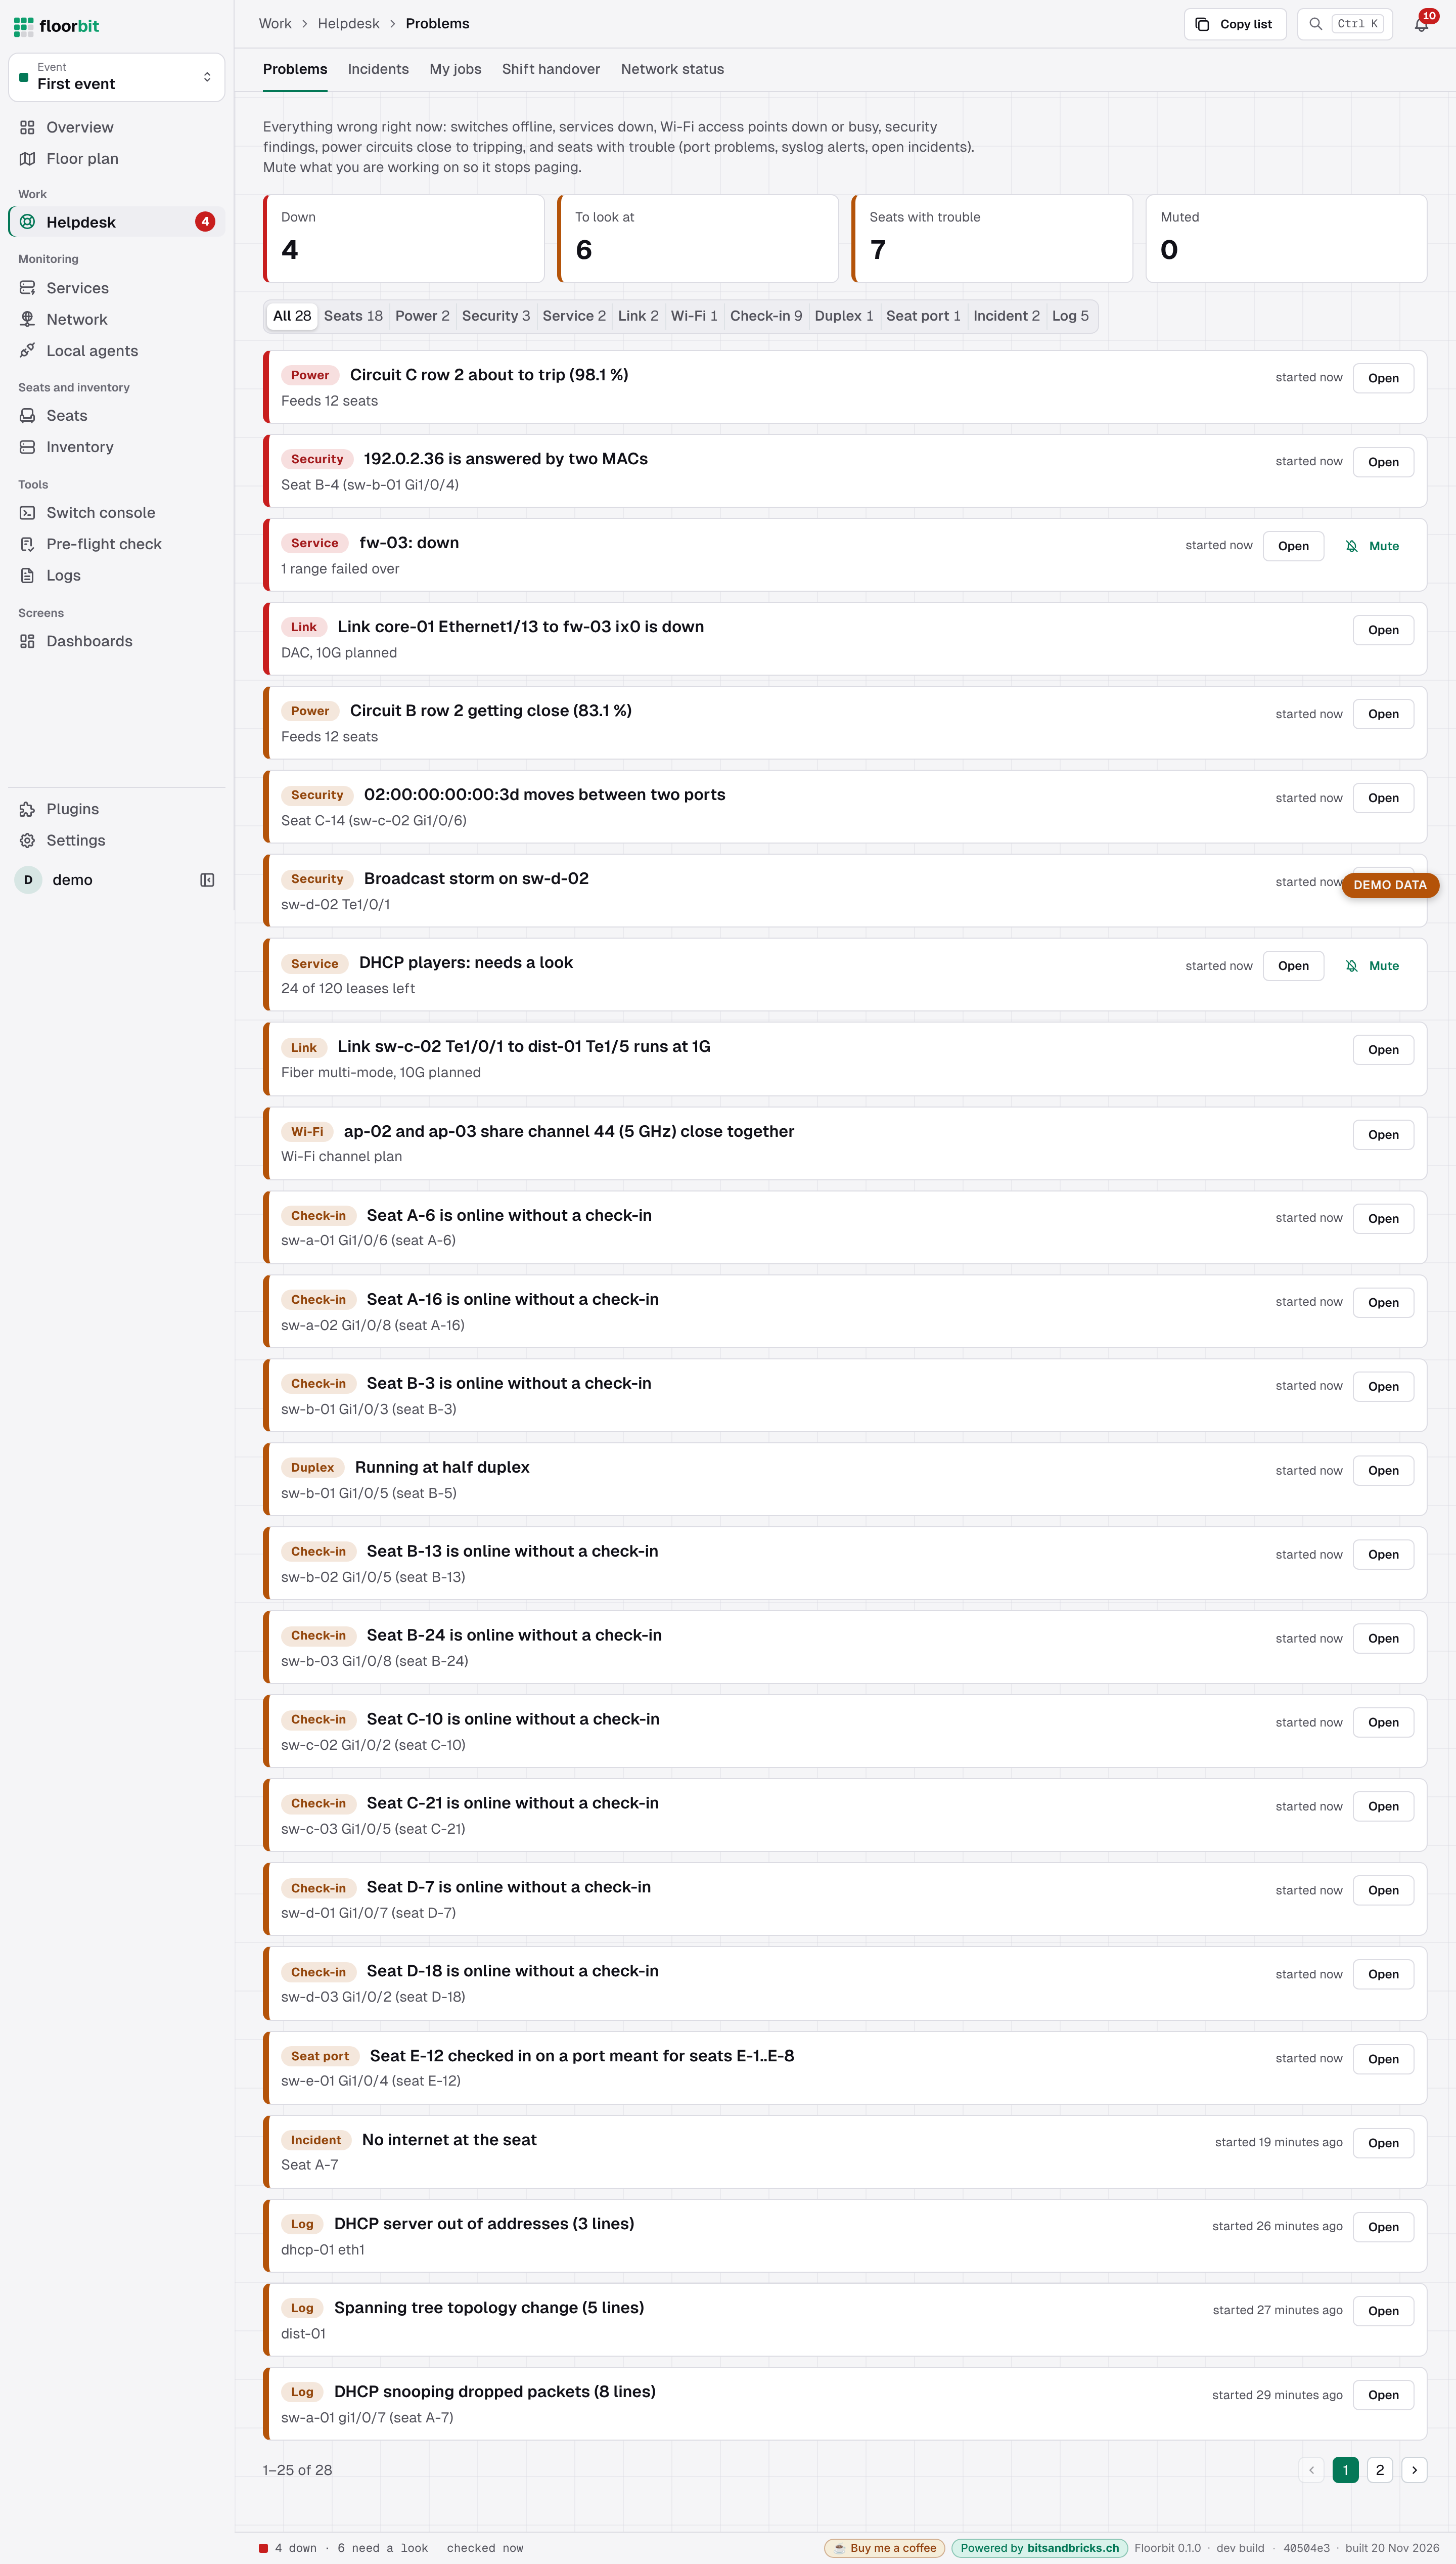 floorbit
Event
First event
Overview
Floor plan
Work
Helpdesk
4
Monitoring
Services
Network
Local agents
Seats and inventory
Seats
Inventory
Tools
Switch console
Pre-flight check
Logs
Screens
Dashboards
Plugins
Settings
D demo
Work > Helpdesk > Problems
Copy list
Ctrl K
10
Problems Incidents My jobs Shift handover Network status
Everything wrong right now: switches offline, services down, Wi-Fi access points down or busy, security
findings, power circuits close to tripping, and seats with trouble (port problems, syslog alerts, open incidents).
Mute what you are working on so it stops paging.
Down
4
To look at
6
Seats with trouble
7
Muted
0
All 28 Seats 18 Power 2 Security 3 Service 2 Link 2 Wi-Fi 1 Check-in 9 Duplex 1 Seat port 1 Incident 2 Log 5
Power Circuit C row 2 about to trip (98.1 %) started now Open
Feeds 12 seats
Security 192.0.2.36 is answered by two MACs started now Open
Seat B-4 (sw-b-01 Gi1/0/4)
Service fw-03: down started now Open Mute
1 range failed over
Link Link core-01 Ethernet1/13 to fw-03 ix0 is down Open
DAC, 10G planned
Power Circuit B row 2 getting close (83.1 %) started now Open
Feeds 12 seats
Security 02:00:00:00:00:3d moves between two ports started now Open
Seat C-14 (sw-c-02 Gi1/0/6)
Security Broadcast storm on sw-d-02 started now
DEMO DATA
sw-d-02 Te1/0/1
Service DHCP players: needs a look started now Open Mute
24 of 120 leases left
Link Link sw-c-02 Te1/0/1 to dist-01 Te1/5 runs at 1G Open
Fiber multi-mode, 10G planned
Wi-Fi ap-02 and ap-03 share channel 44 (5 GHz) close together Open
Wi-Fi channel plan
Check-in Seat A-6 is online without a check-in started now Open
sw-a-01 Gi1/0/6 (seat A-6)
Check-in Seat A-16 is online without a check-in started now Open
sw-a-02 Gi1/0/8 (seat A-16)
Check-in Seat B-3 is online without a check-in started now Open
sw-b-01 Gi1/0/3 (seat B-3)
Duplex Running at half duplex started now Open
sw-b-01 Gi1/0/5 (seat B-5)
Check-in Seat B-13 is online without a check-in started now Open
sw-b-02 Gi1/0/5 (seat B-13)
Check-in Seat B-24 is online without a check-in started now Open
sw-b-03 Gi1/0/8 (seat B-24)
Check-in Seat C-10 is online without a check-in started now Open
sw-c-02 Gi1/0/2 (seat C-10)
Check-in Seat C-21 is online without a check-in started now Open
sw-c-03 Gi1/0/5 (seat C-21)
Check-in Seat D-7 is online without a check-in started now Open
sw-d-01 Gi1/0/7 (seat D-7)
Check-in Seat D-18 is online without a check-in started now Open
sw-d-03 Gi1/0/2 (seat D-18)
Seat port Seat E-12 checked in on a port meant for seats E-1..E-8 started now Open
sw-e-01 Gi1/0/4 (seat E-12)
Incident No internet at the seat started 19 minutes ago Open
Seat A-7
Log DHCP server out of addresses (3 lines) started 26 minutes ago Open
dhcp-01 eth1
Log Spanning tree topology change (5 lines) started 27 minutes ago Open
dist-01
Log DHCP snooping dropped packets (8 lines) started 29 minutes ago Open
sw-a-01 gi1/0/7 (seat A-7)
1–25 of 28
1 2
4 down · 6 need a look checked now
Buy me a coffee Powered by bitsandbricks.ch Floorbit 0.1.0 · dev build · 40504e3 · built 20 Nov 2026